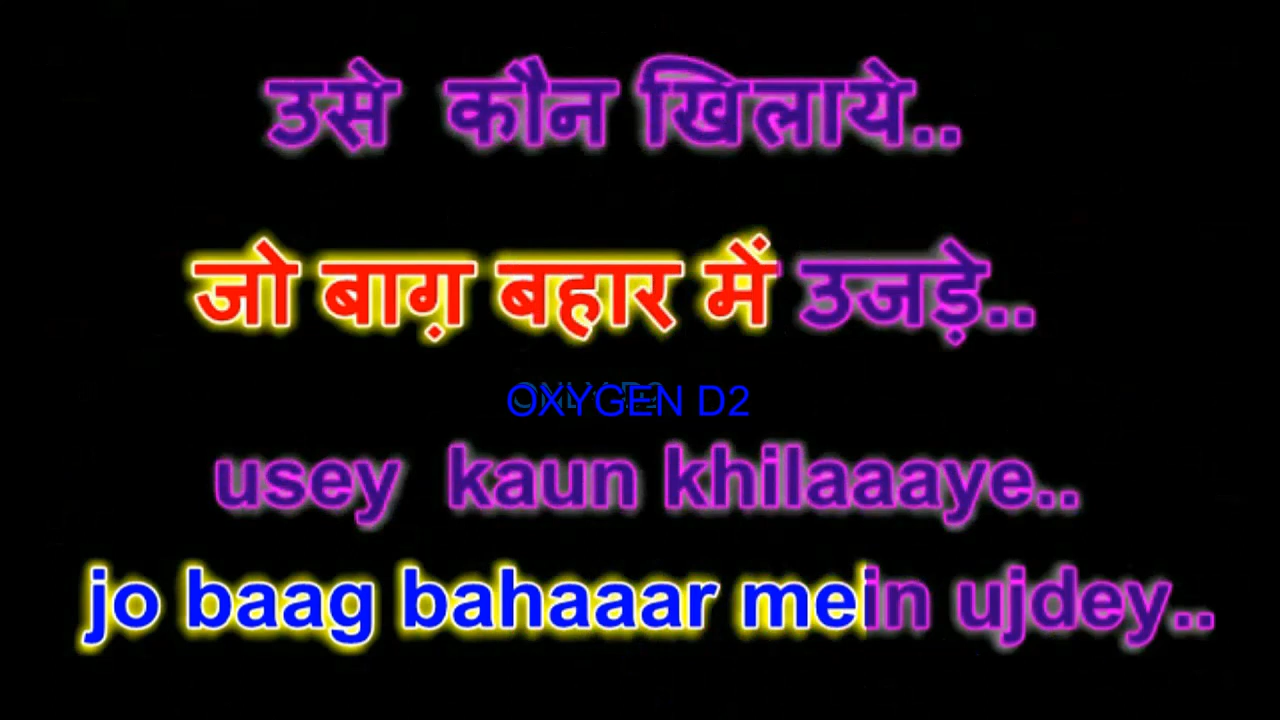 उसे कौन खिलाये..
जो बाग़ बहार में उजड़े..
OXYGEN D2
usey kaun khilaaaye..
jo baag bahaaar mein ujdey..